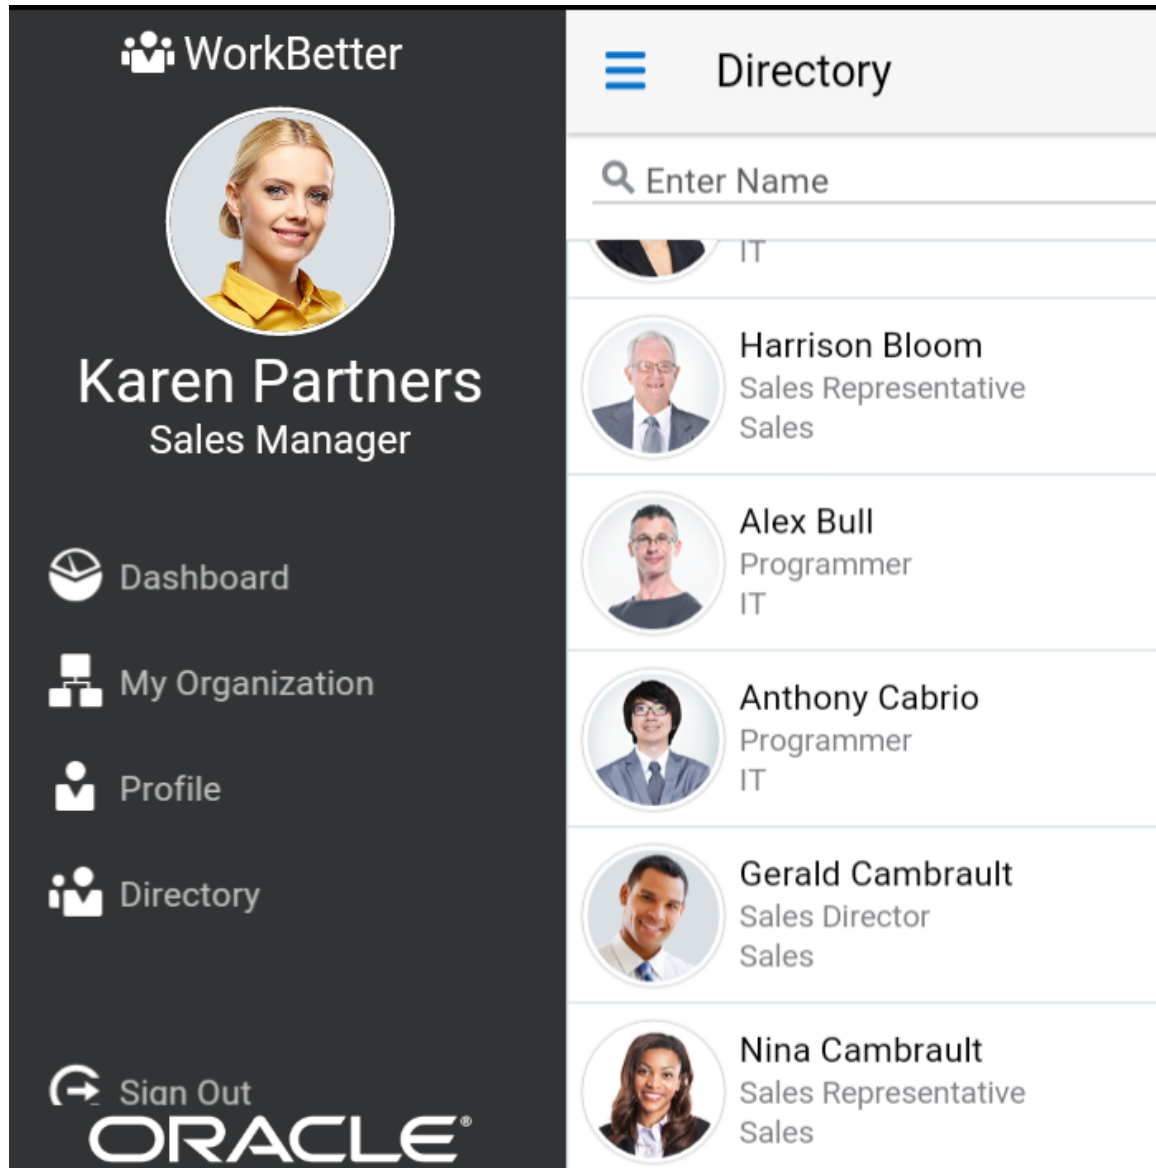 WorkBetter
Karen Partners
Sales Manager
Dashboard
My Organization
Profile
Directory
Sign Out
ORACLE®
Directory
Enter Name
IT
Harrison Bloom
Sales Representative
Sales
Alex Bull
Programmer
IT
Anthony Cabrio
Programmer
IT
Gerald Cambrault
Sales Director
Sales
Nina Cambrault
Sales Representative
Sales